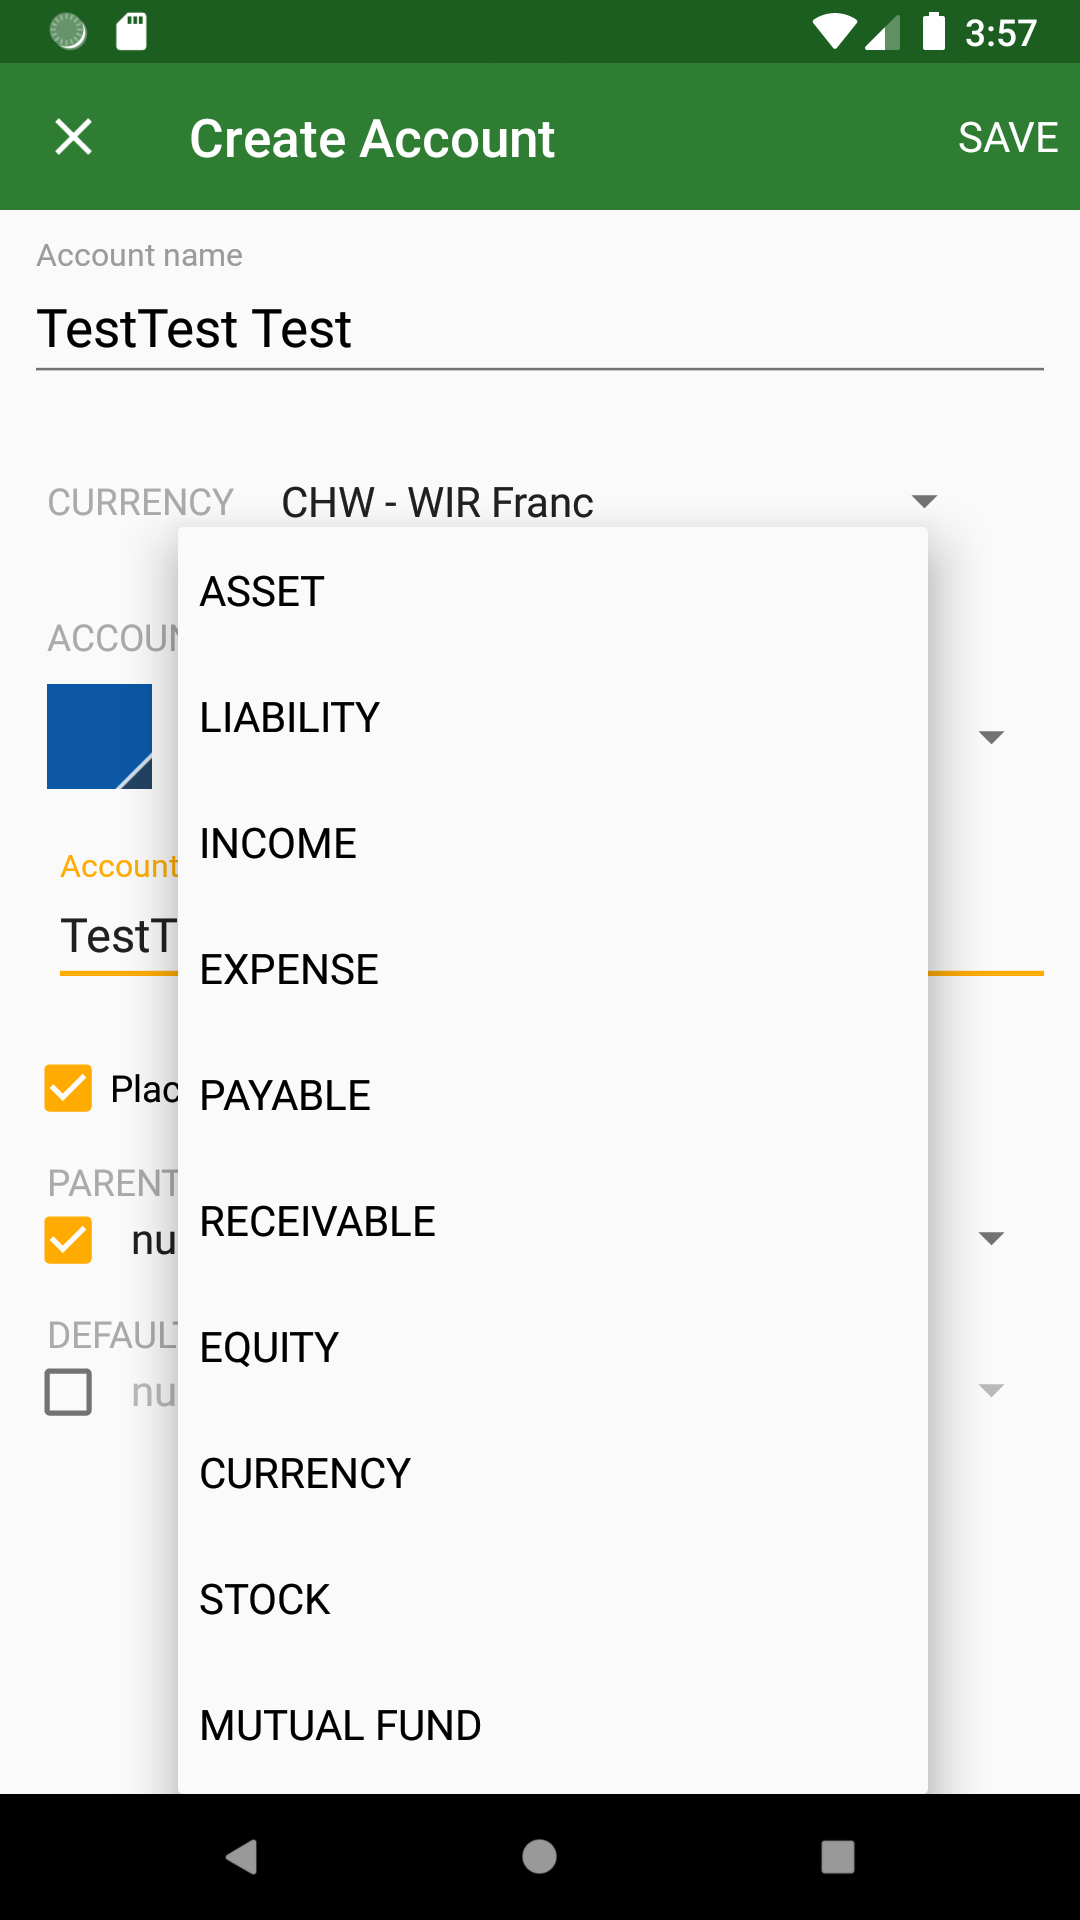 3:57
Create Account
SAVE
Account name
TestTest Test
CURRENCY
CHW - WIR Franc
ASSET
ACCOUN
LIABILITY
INCOME
Account
TestT
EXPENSE
Plac
PAYABLE
PARENT
RECEIVABLE
nu
DEFAULT
EQUITY
nu
CURRENCY
STOCK
MUTUAL FUND